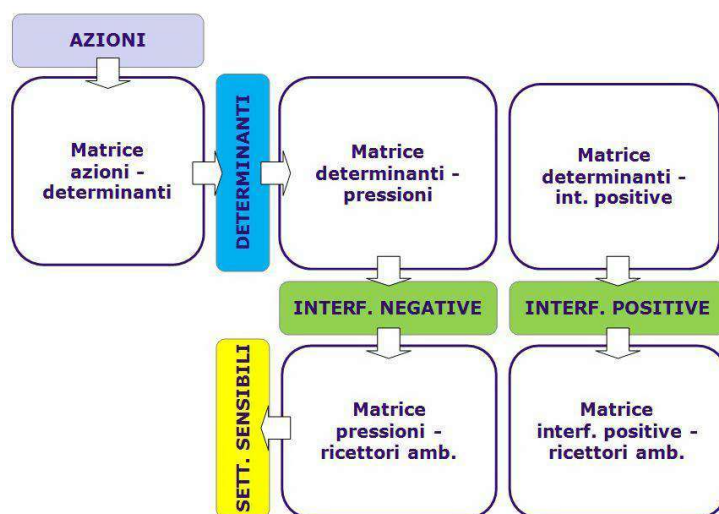 AZIONI
Matrice
azioni -
determinanti
DETERMINANTI
Matrice
determinanti -
pressioni
Matrice
determinanti -
int. positive
INTERF. NEGATIVE
INTERF. POSITIVE
SETT. SENSIBILI
Matrice
pressioni -
ricettori amb.
Matrice
interf. positive -
ricettori amb.